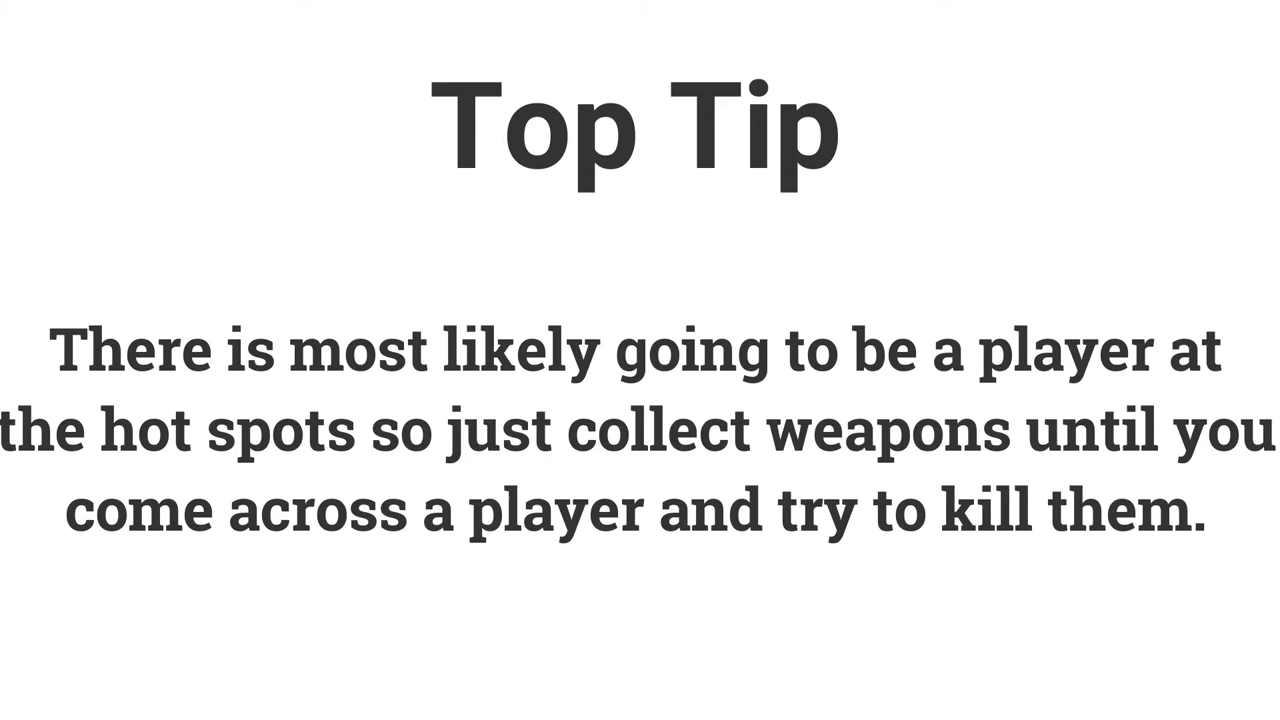 Top Tip
There is most likely going to be a player at
the hot spots so just collect weapons until you
come across a player and try to kill them.